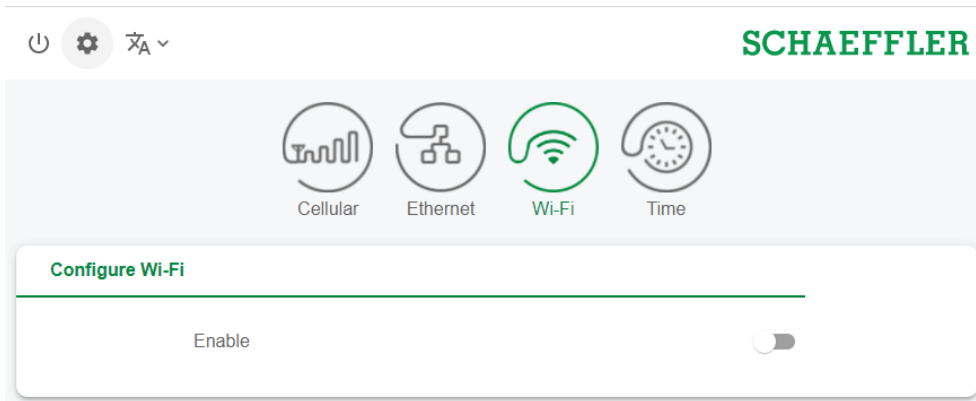 SCHAEFFLER
Cellular Ethernet Wi-Fi Time
Configure Wi-Fi
Enable